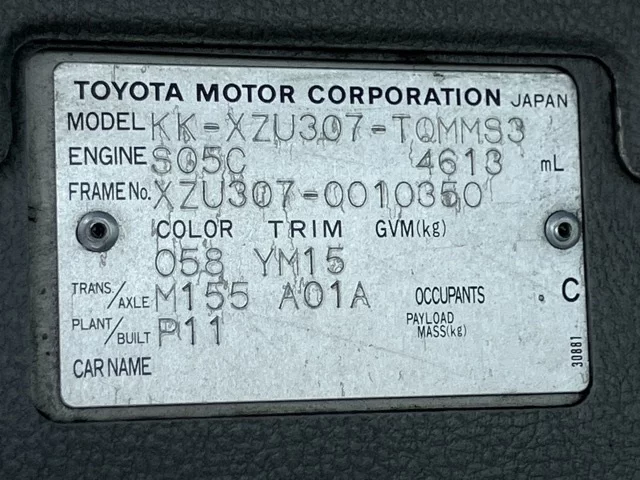 TOYOTA MOTOR CORPORATION JAPAN
MODEL KK-XZU307-TQMMS3
ENGINE S05C 4613 mL
FRAME No. XZU307-0010350
COLOR TRIM GVM(kg)
058 YM15
TRANS/AXLE M155 A01A OCCUPANTS . C
PLANT/BUILT P11 PAYLOAD MASS(kg)
CAR NAME
30881